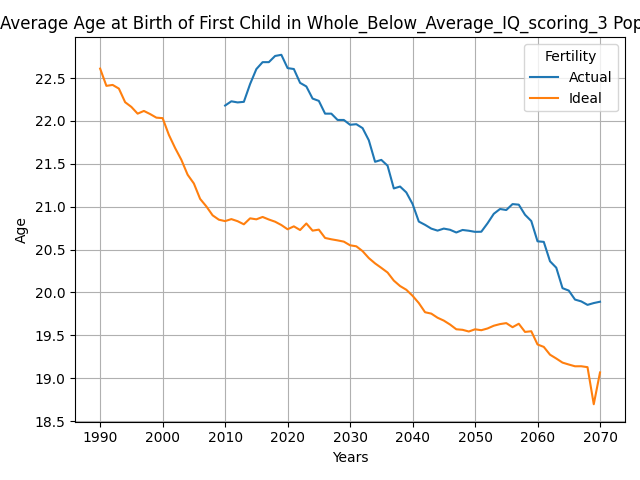 Average Age at Birth of First Child in Whole_Below_Average_IQ_scoring_3 Pop
Fertility
Actual
Ideal
22.5
22.0
21.5
21.0
20.5
20.0
19.5
19.0
18.5
Age
1990 2000 2010 2020 2030 2040 2050 2060 2070
Years